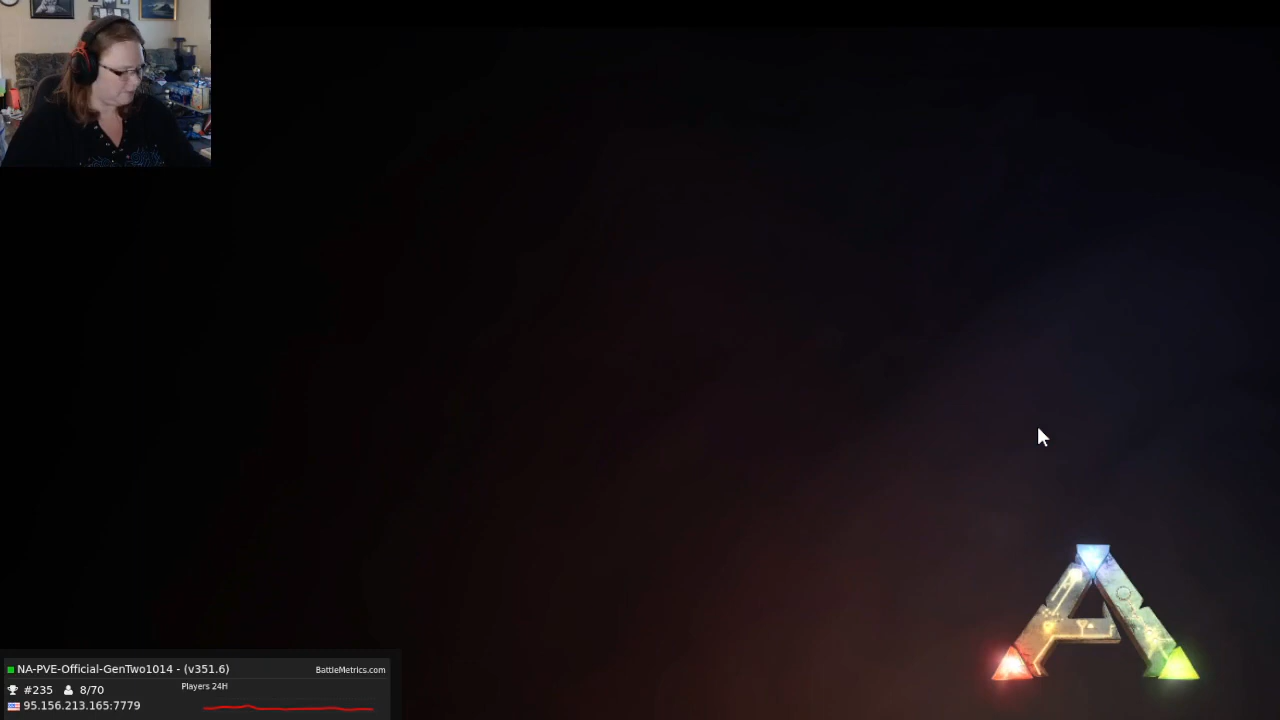 NA-PVE-Official-GenTwo1014 - (v351.6)
BattleMetrics.com
#235 8/70
Players 24H
95.156.213.165:7779